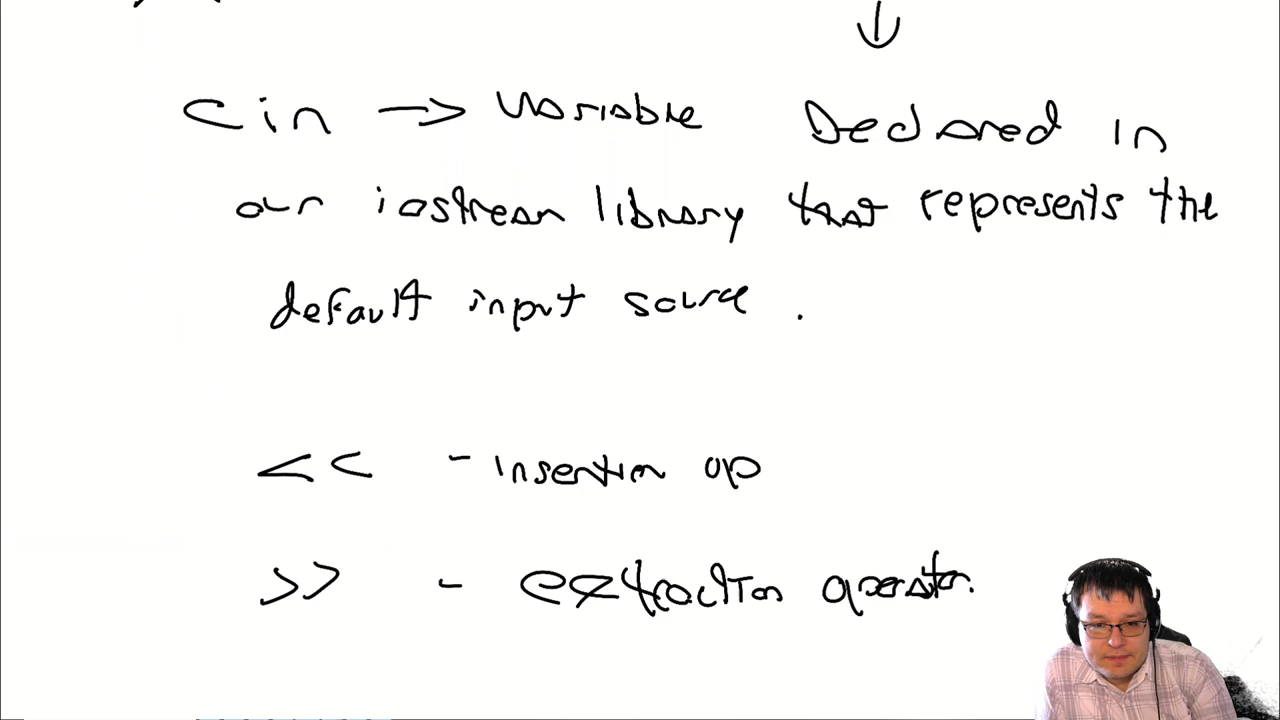 cin → variable Declared in
our iostream library that represents the
default input source .
<< - insertion op
>> - extraction operator.